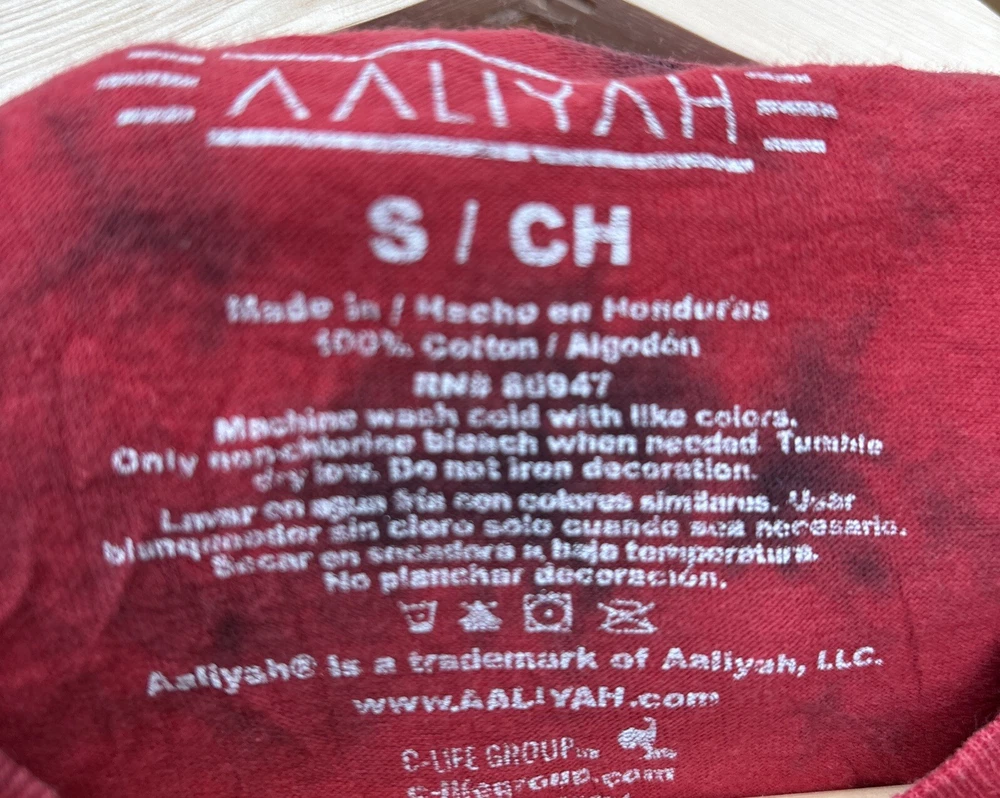 AALIYAH
S / CH
Made in / Hecho en Honduras
100% Cotton / Algodón
RN# 80947
Machine wash cold with like colors.
Only non-chlorine bleach when needed. Tumble
dry low. Do not iron decoration.
Lavar en agua fria con colores similares. Usar
blanqueador sin cloro solo cuando sea necesario.
Secar en secadora a baja temperatura.
No planchar decoración.
Aaliyah® is a trademark of Aaliyah, LLC.
www.AALIYAH.com
C-LIFE GROUP
c-lifegroup.com